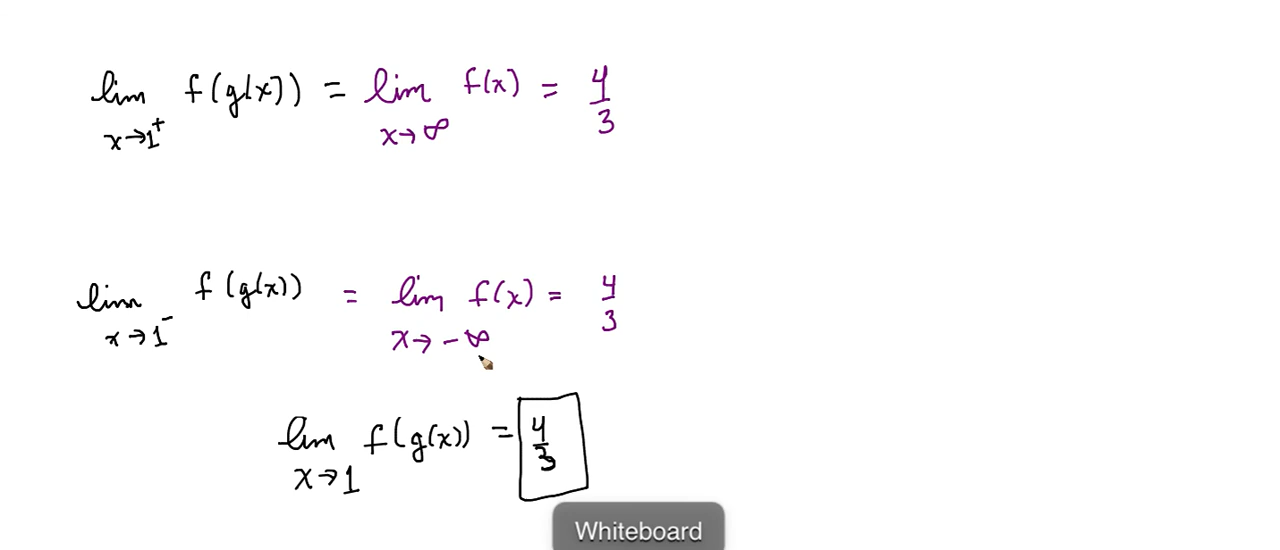 lim f(g(x)) = lim f(x) = 4/3
x→1⁺ x→∞
lim f(g(x)) = lim f(x) = 4/3
x→1⁻ x→-∞
lim f(g(x)) = 4/3
x→1
Whiteboard